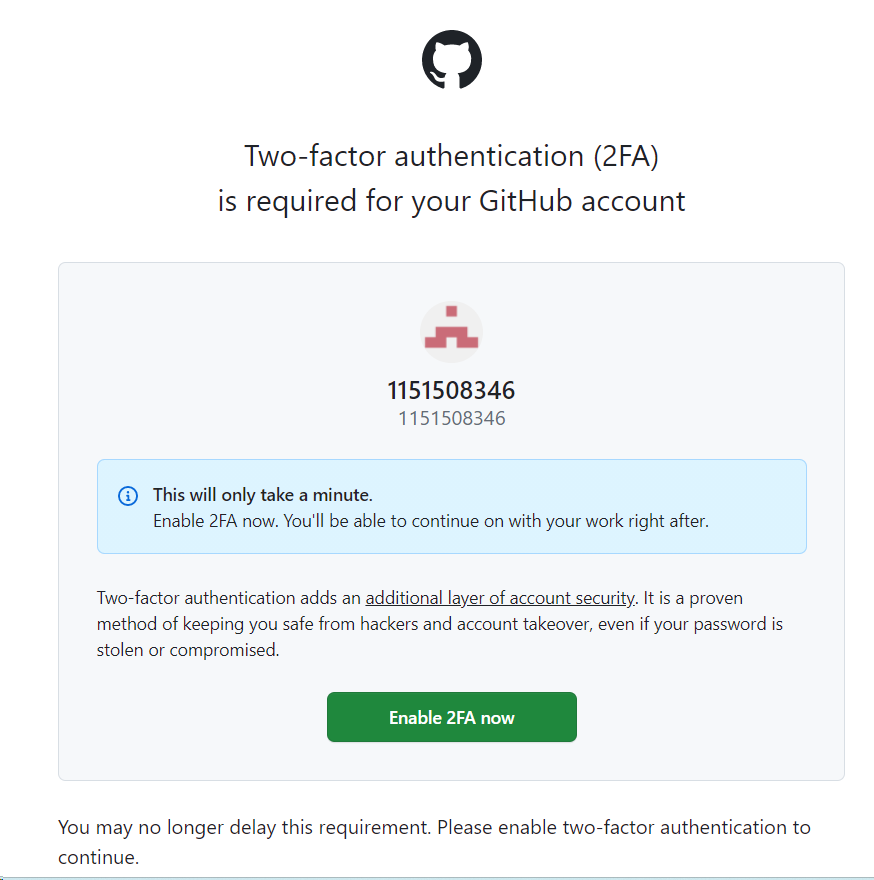 Two-factor authentication (2FA)
is required for your GitHub account
1151508346
1151508346
This will only take a minute.
Enable 2FA now. You'll be able to continue on with your work right after.
Two-factor authentication adds an additional layer of account security. It is a proven
method of keeping you safe from hackers and account takeover, even if your password is
stolen or compromised.
Enable 2FA now
You may no longer delay this requirement. Please enable two-factor authentication to
continue.